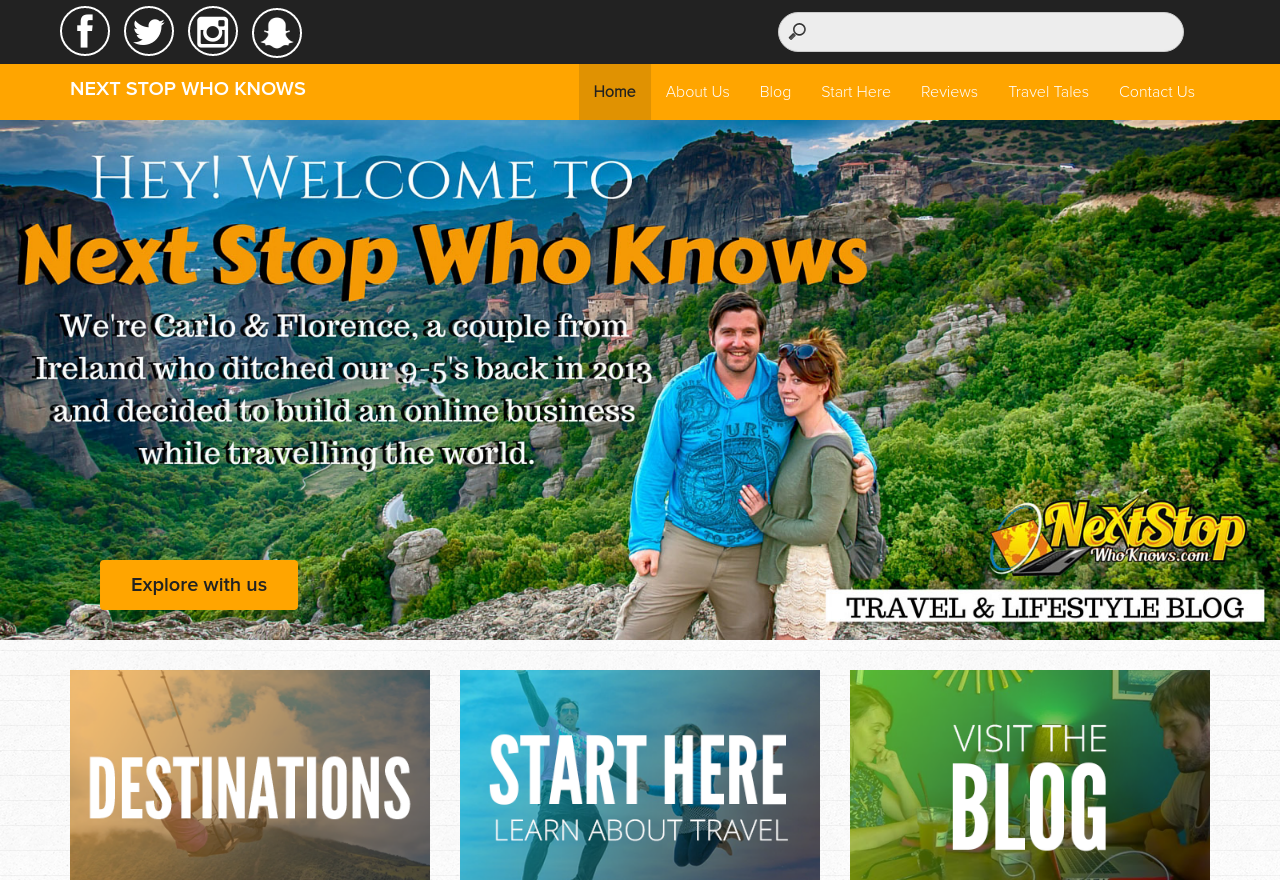 NEXT STOP WHO KNOWS
Home About Us Blog Start Here Reviews Travel Tales Contact Us
HEY! WELCOME TO
Next Stop Who Knows
We're Carlo & Florence, a couple from
Ireland who ditched our 9-5's back in 2013
and decided to build an online business
while travelling the world.
SURF
NextStop
WhoKnows.com
Explore with us
TRAVEL & LIFESTYLE BLOG
DESTINATIONS
START HERE
LEARN ABOUT TRAVEL
VISIT THE
BLOG